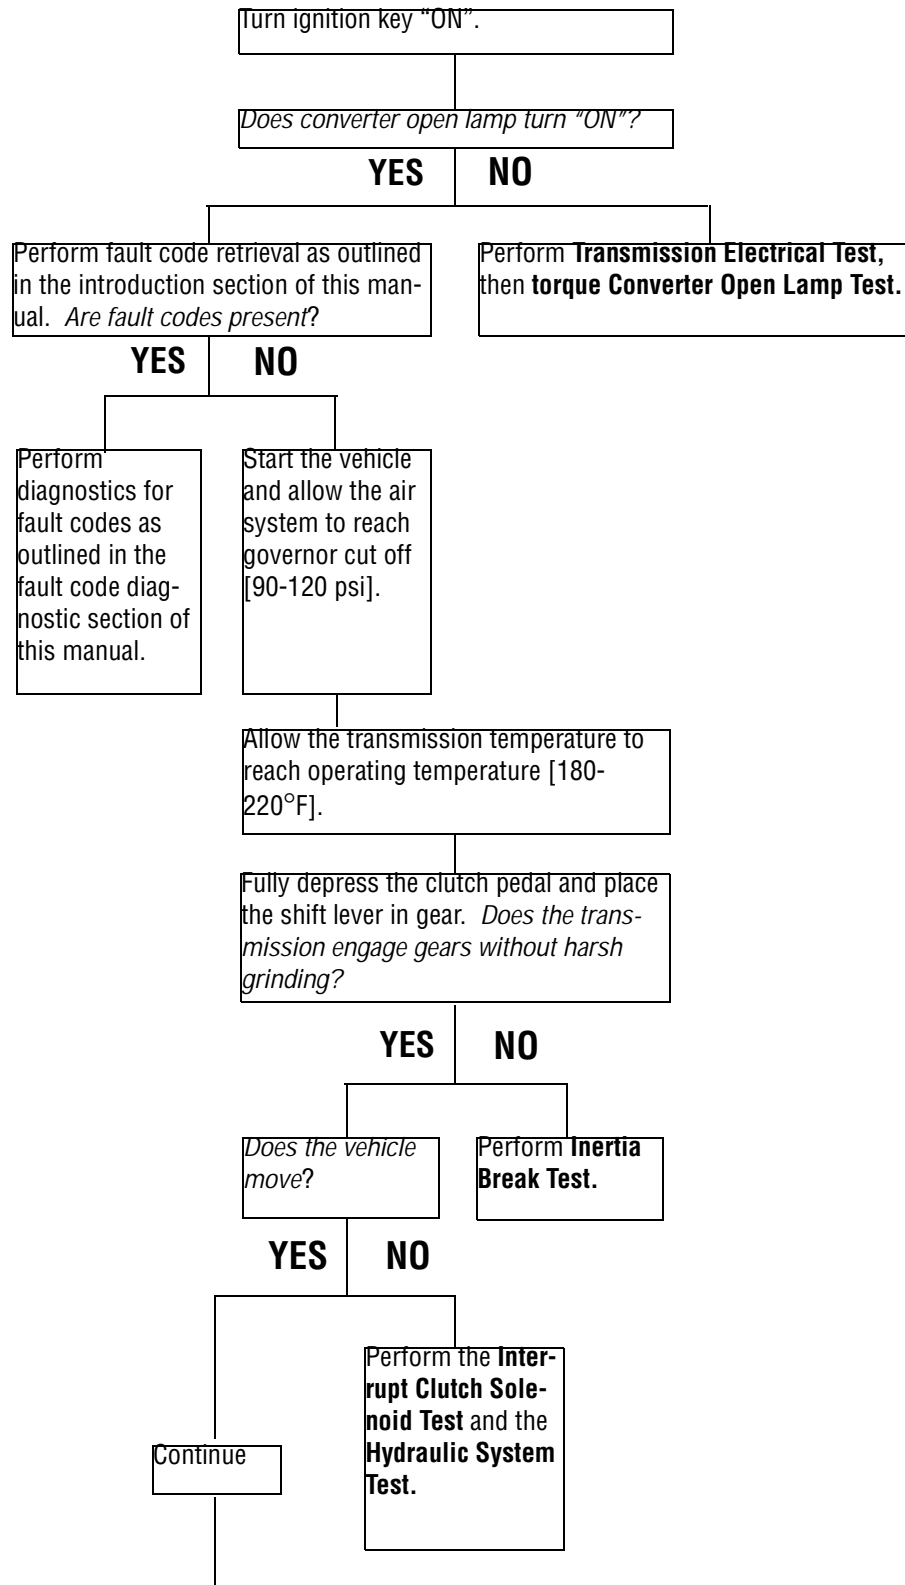 Turn ignition key “ON”.
Does converter open lamp turn “ON”?
YES NO
Perform fault code retrieval as outlined
in the introduction section of this man-
ual. Are fault codes present?
Perform Transmission Electrical Test,
then torque Converter Open Lamp Test.
YES NO
Perform
diagnostics for
fault codes as
outlined in the
fault code diag-
nostic section of
this manual.
Start the vehicle
and allow the air
system to reach
governor cut off
[90-120 psi].
Allow the transmission temperature to
reach operating temperature [180-
220°F].
Fully depress the clutch pedal and place
the shift lever in gear. Does the trans-
mission engage gears without harsh
grinding?
YES NO
Does the vehicle
move?
Perform Inertia
Break Test.
YES NO
Perform the Inter-
rupt Clutch Sole-
noid Test and the
Hydraulic System
Test.
Continue